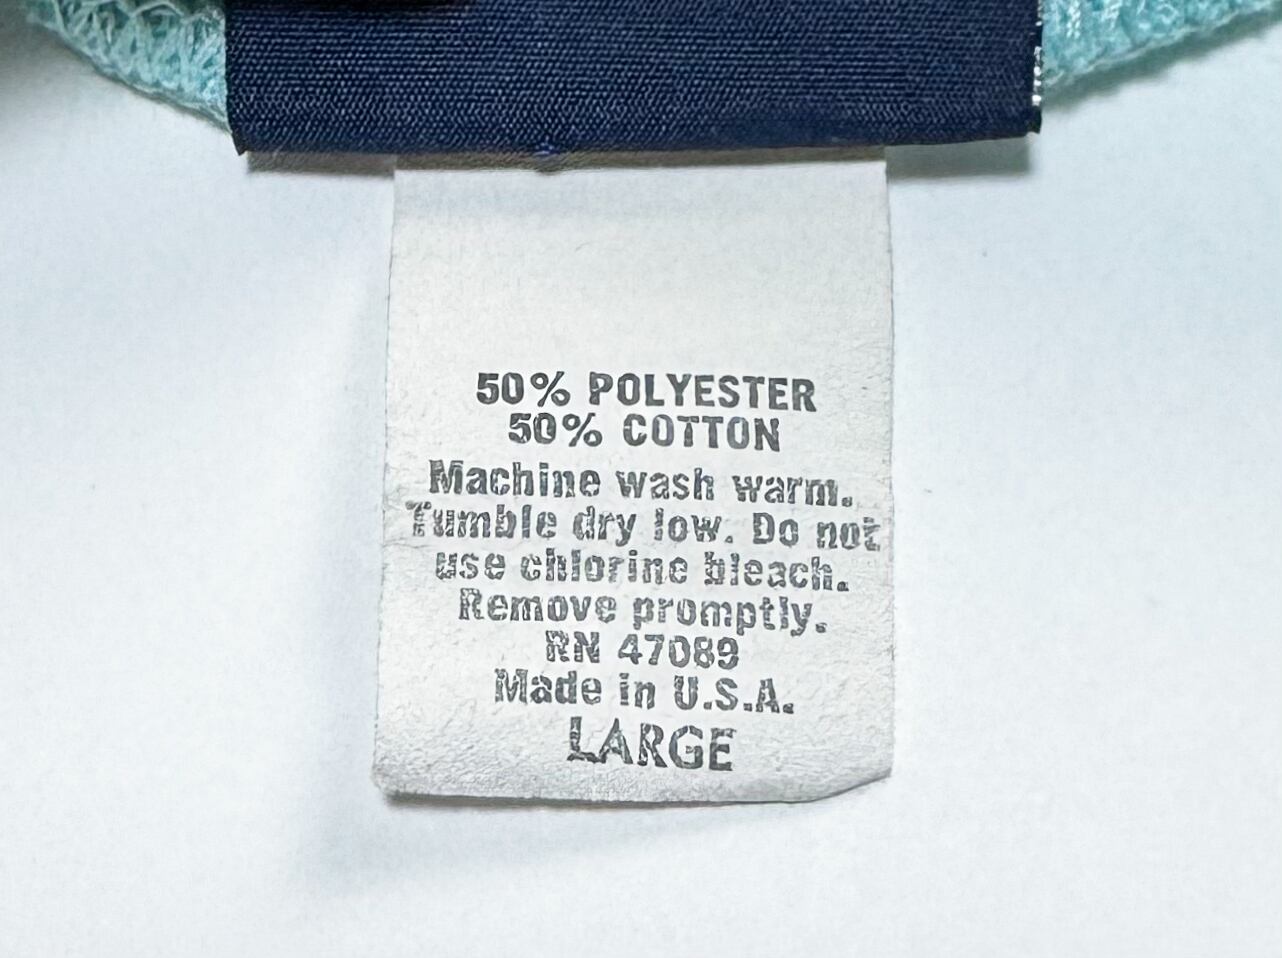 50% POLYESTER
50% COTTON
Machine wash warm.
Tumble dry low. Do not
use chlorine bleach.
Remove promptly.
RN 47089
Made in U.S.A.
LARGE